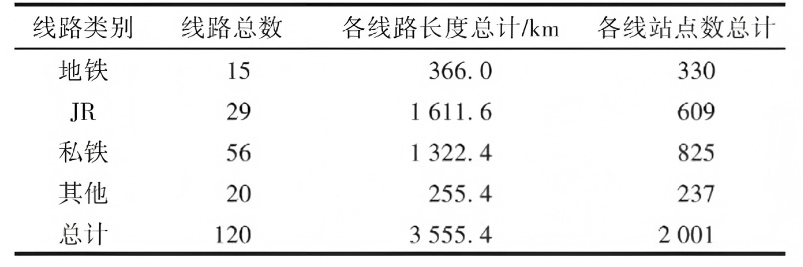 线路类别 线路总数 各线路长度总计/km 各线站点数总计
地铁 15 366.0 330
JR 29 1 611.6 609
私铁 56 1 322.4 825
其他 20 255.4 237
总计 120 3 555.4 2 001